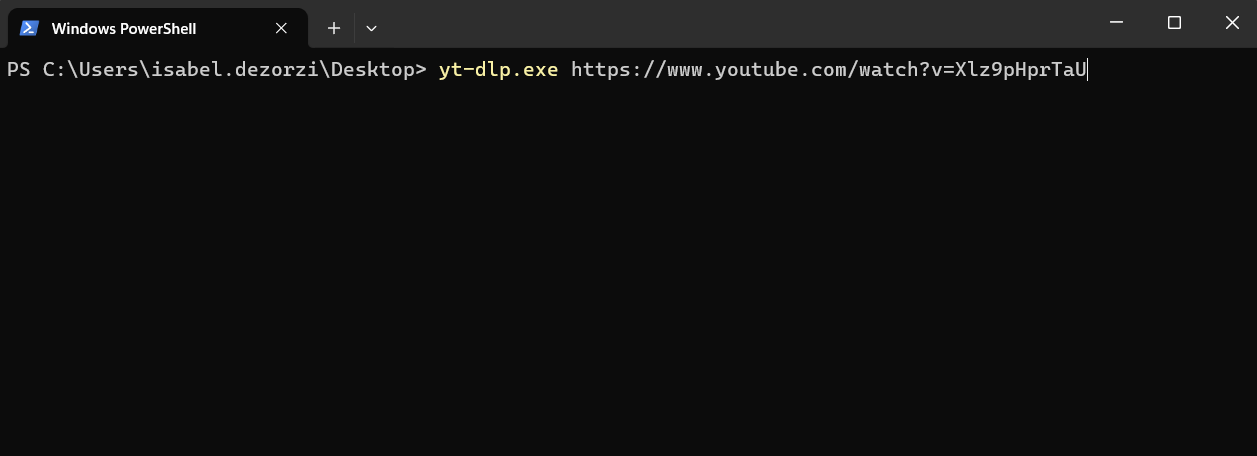 Windows PowerShell
PS C:\Users\isabel.dezorzi\Desktop> yt-dlp.exe https://www.youtube.com/watch?v=Xlz9pHprTaU